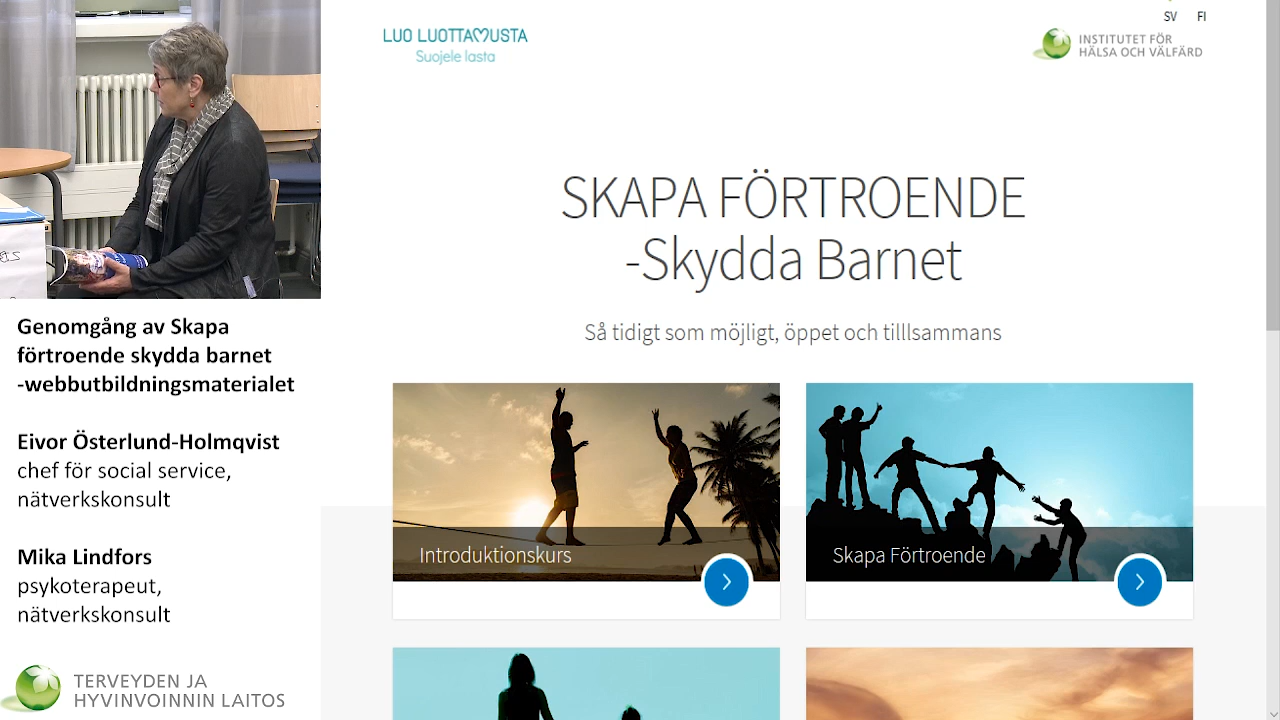 Genomgång av Skapa
förtroende skydda barnet
-webbutbildningsmaterialet
Eivor Österlund-Holmqvist
chef för social service,
nätverkskonsult
Mika Lindfors
psykoterapeut,
nätverkskonsult
TERVEYDEN JA
HYVINVOINNIN LAITOS
SV FI
LUO LUOTTAMUSTA
Suojele lasta
INSTITUTET FÖR
HÄLSA OCH VÄLFÄRD
SKAPA FÖRTROENDE
-Skydda Barnet
Så tidigt som möjligt, öppet och tilllsammans
Introduktionskurs
Skapa Förtroende